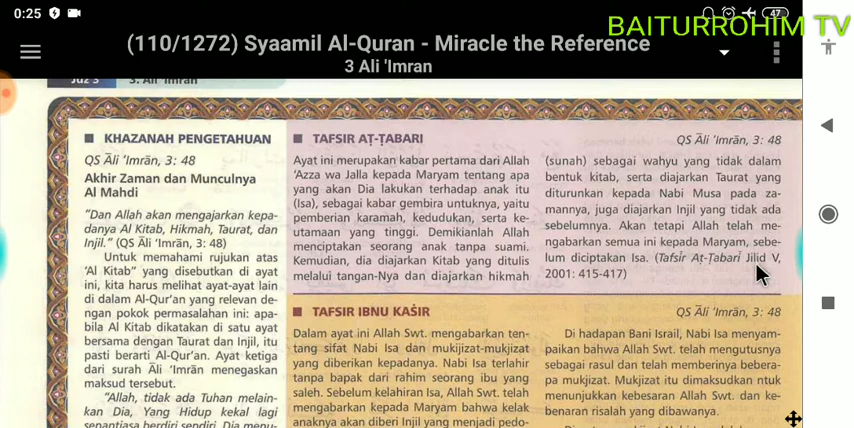 0:25
47
BAITURROHIM TV
(110/1272) Syaamil Al-Quran - Miracle the Reference
3 Ali 'Imran
Juz 3
3. Ali 'Imran
KHAZANAH PENGETAHUAN
QS Āli 'Imrān, 3: 48
Akhir Zaman dan Munculnya
Al Mahdi
"Dan Allah akan mengajarkan kepa-
danya Al Kitab, Hikmah, Taurat, dan
Injil." (QS Āli 'Imrān, 3: 48)
Untuk memahami rujukan atas
"Al Kitab" yang disebutkan di ayat
ini, kita harus melihat ayat-ayat lain
di dalam Al-Qur'an yang relevan de-
ngan pokok permasalahan ini: apa-
bila Al Kitab dikatakan di satu ayat
bersama dengan Taurat dan Injil, itu
pasti berarti Al-Qur'an. Ayat ketiga
dari surah Āli 'Imrān menegaskan
maksud tersebut.
"Allah, tidak ada Tuhan melain-
kan Dia, Yang Hidup kekal lagi
senantiasa berdiri sendiri. Dia menu-
TAFSIR AṬ-ṬABARI
QS Āli 'Imrān, 3: 48
Ayat ini merupakan kabar pertama dari Allah
'Azza wa Jalla kepada Maryam tentang apa
yang akan Dia lakukan terhadap anak itu
(Isa), sebagai kabar gembira untuknya, yaitu
pemberian karamah, kedudukan, serta ke-
utamaan yang tinggi. Demikianlah Allah
menciptakan seorang anak tanpa suami.
Kemudian, dia diajarkan Kitab yang ditulis
melalui tangan-Nya dan diajarkan hikmah
(sunah) sebagai wahyu yang tidak dalam
bentuk kitab, serta diajarkan Taurat yang
diturunkan kepada Nabi Musa pada za-
mannya, juga diajarkan Injil yang tidak ada
sebelumnya. Akan tetapi Allah telah me-
ngabarkan semua ini kepada Maryam, sebe-
lum diciptakan Isa. (Tafsir Aṭ-Ṭabari Jilid V,
2001: 415-417)
TAFSIR IBNU KAṠIR
QS Āli 'Imrān, 3: 48
Dalam ayat ini Allah Swt. mengabarkan ten-
tang sifat Nabi Isa dan mukijizat-mukjizat
yang diberikan kepadanya. Nabi Isa terlahir
tanpa bapak dari rahim seorang ibu yang
saleh. Sebelum kelahiran Isa, Allah Swt. telah
mengabarkan kepada Maryam bahwa kelak
anaknya akan diberi Injil yang menjadi pedo-
Di hadapan Bani Israil, Nabi Isa menyam-
paikan bahwa Allah Swt. telah mengutusnya
sebagai rasul dan telah memberinya bebera-
pa mukjizat. Mukjizat itu dimaksudkan ntuk
menunjukkan kebesaran Allah Swt. dan ke-
benaran risalah yang dibawanya.